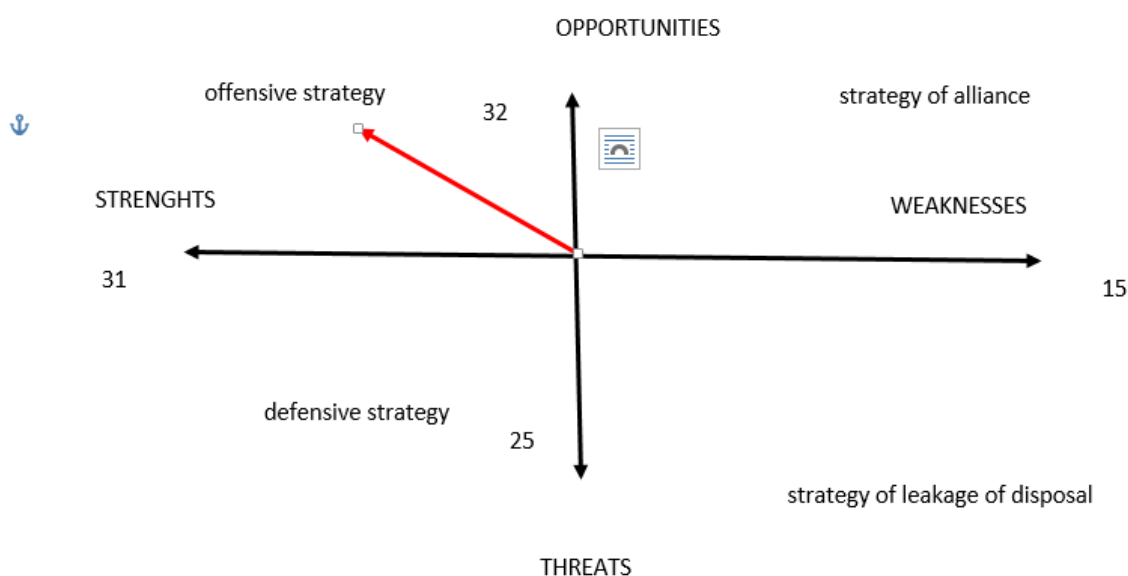 OPPORTUNITIES
offensive strategy
32
strategy of alliance
STRENGHTS
WEAKNESSES
31
15
defensive strategy
25
strategy of leakage of disposal
THREATS